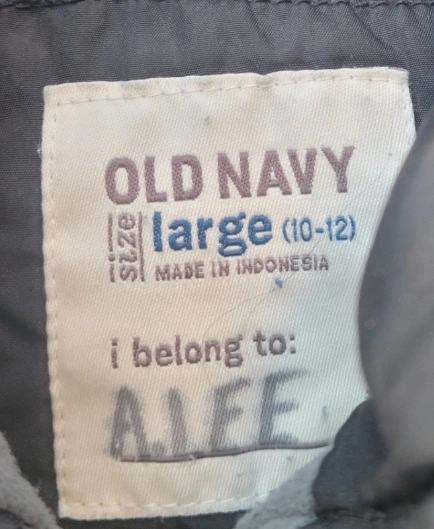 OLD NAVY
size large (10-12)
MADE IN INDONESIA
i belong to: